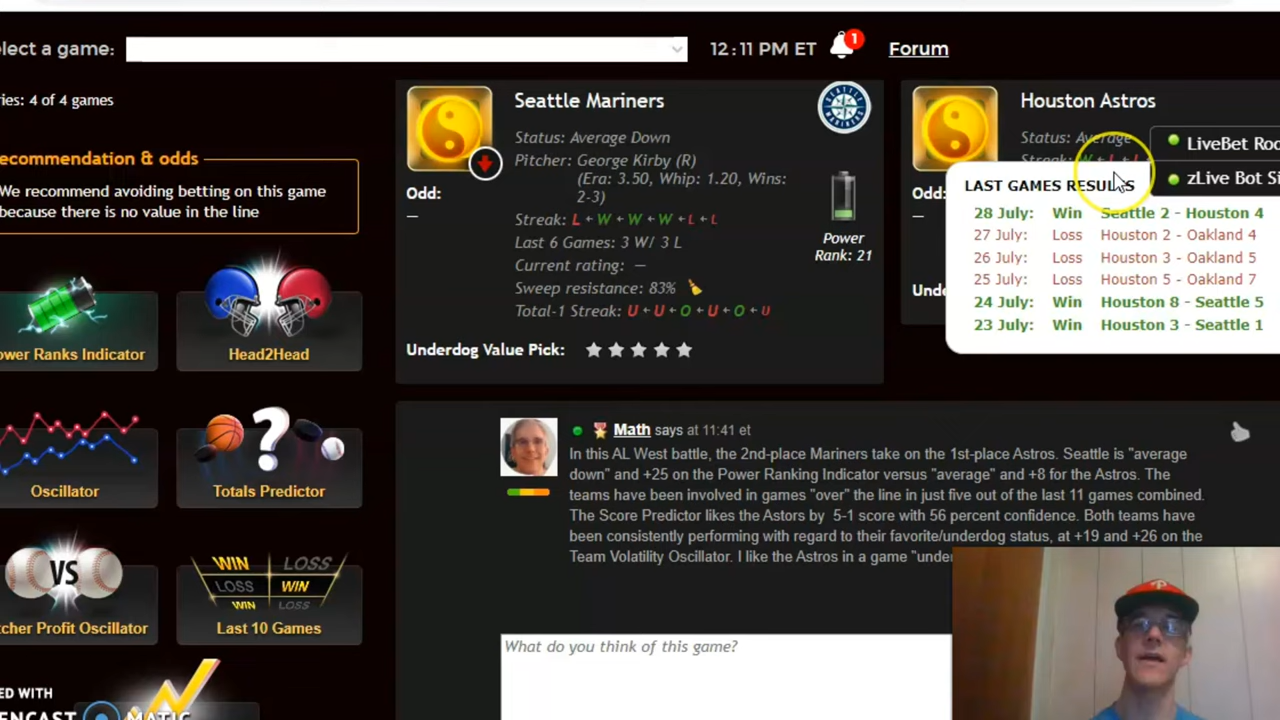 elect a game:
12:11 PM ET
1
Forum
ries: 4 of 4 games
ecommendation & odds
We recommend avoiding betting on this game
because there is no value in the line
ower Ranks Indicator
Head2Head
Oscillator
Totals Predictor
VS
tcher Profit Oscillator
WIN LOSS
LOSS WIN
WIN LOSS
Last 10 Games
ED WITH
ENCAST MATIC
Seattle Mariners
Status: Average Down
Pitcher: George Kirby (R)
(Era: 3.50, Whip: 1.20, Wins:
2-3)
Odd:
—
Streak: L ← W ← W ← W ← L ← L
Last 6 Games: 3 W/ 3 L
Current rating: —
Sweep resistance: 83%
Total-1 Streak: U ← U ← O ← U ← O ← U
Underdog Value Pick:
Power
Rank: 21
Houston Astros
Status: Average
Streak: W ← L ← L
Odd:
—
Unde
LiveBet Roo
zLive Bot Si
LAST GAMES RESULTS
28 July: Win Seattle 2 - Houston 4
27 July: Loss Houston 2 - Oakland 4
26 July: Loss Houston 3 - Oakland 5
25 July: Loss Houston 5 - Oakland 7
24 July: Win Houston 8 - Seattle 5
23 July: Win Houston 3 - Seattle 1
Math says at 11:41 et
In this AL West battle, the 2nd-place Mariners take on the 1st-place Astros. Seattle is "average
down" and +25 on the Power Ranking Indicator versus "average" and +8 for the Astros. The
teams have been involved in games "over" the line in just five out of the last 11 games combined.
The Score Predictor likes the Astors by 5-1 score with 56 percent confidence. Both teams have
been consistently performing with regard to their favorite/underdog status, at +19 and +26 on the
Team Volatility Oscillator. I like the Astros in a game "unde
What do you think of this game?